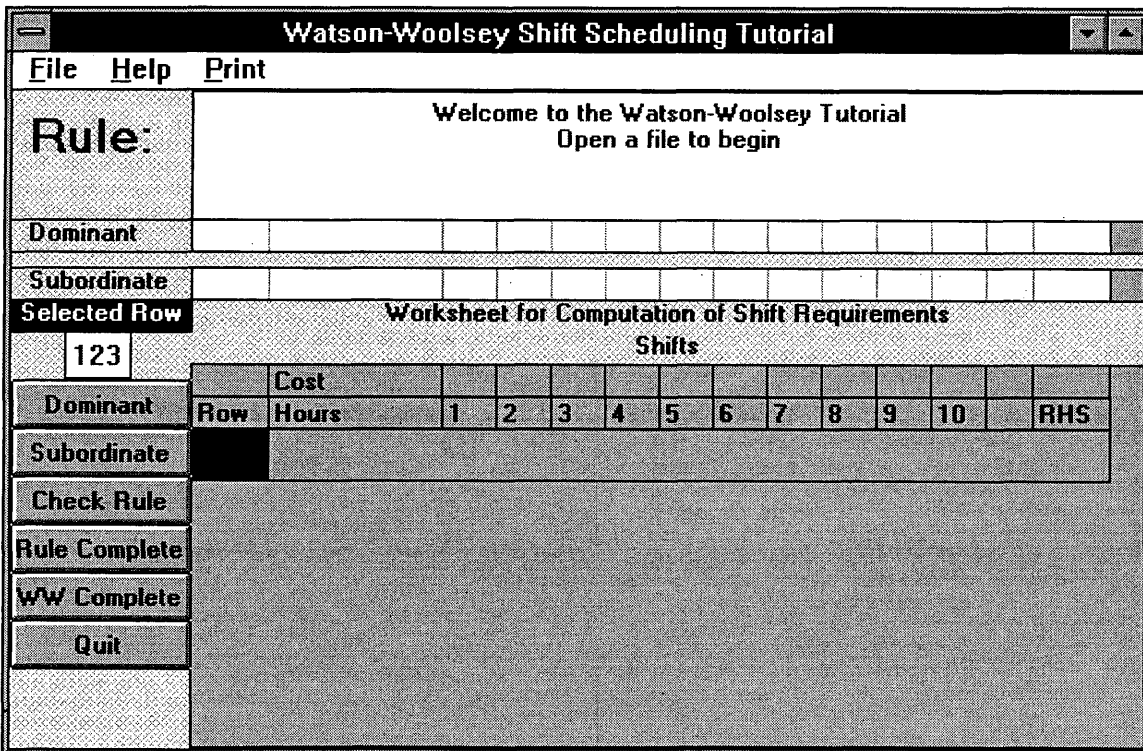 Watson-Woolsey Shift Scheduling Tutorial
File Help Print
Rule:
Welcome to the Watson-Woolsey Tutorial
Open a file to begin
Dominant
Subordinate
Selected Row
123
Worksheet for Computation of Shift Requirements
Shifts
Cost
Row Hours 1 2 3 4 5 6 7 8 9 10 RHS
Dominant
Subordinate
Check Rule
Rule Complete
WW Complete
Quit